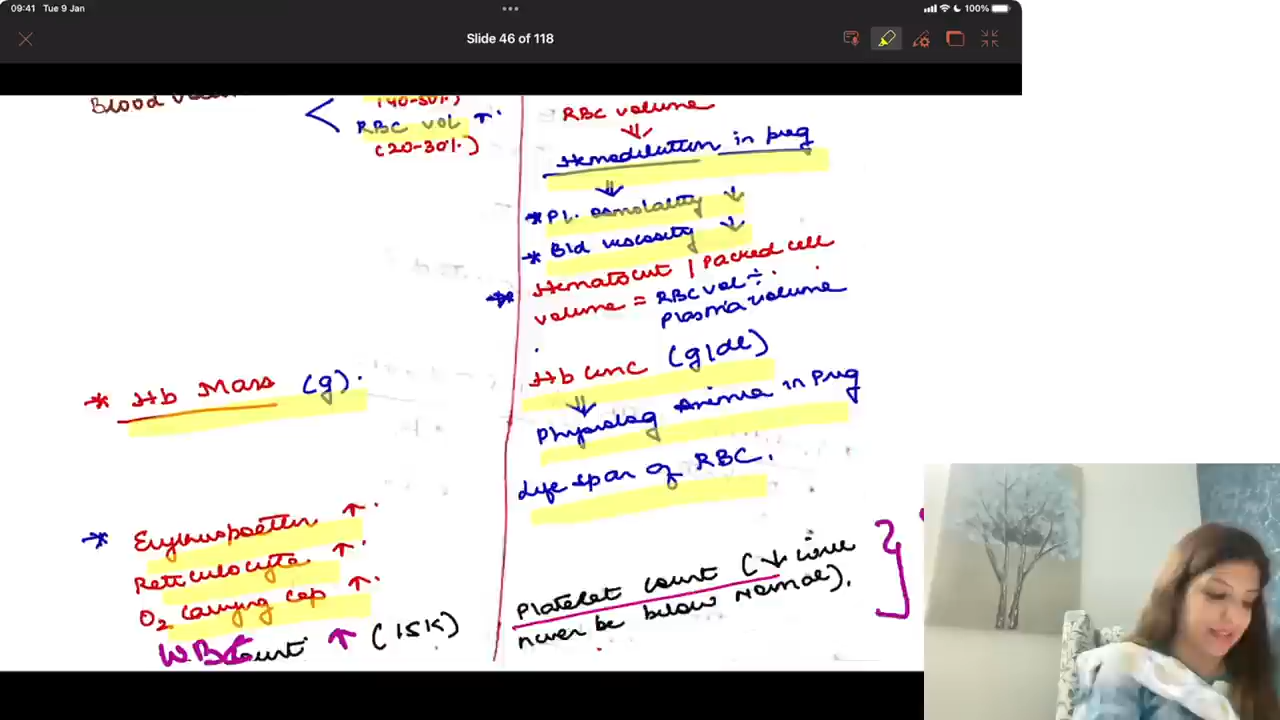 09:41 Tue 9 Jan
100%
Slide 46 of 118
Blood
(40-50%)
RBC vol ↑
(20-30%)
* Hb Mass (g).
* Erythropoettin ↑
Reticulocyte ↑
O2 carrying cap ↑
WBC count ↑ (15K)
RBC volume
Hemodilution in preg
* Pl. osmolality ↓
* Bld viscosity ↓
Hematocrit | Packed cell
volume = RBC vol ÷
Plasma volume
Hb conc (g|dl)
Physiolog Anemia in Preg
Life span of RBC.
Platelet count (↓
never be below normal).